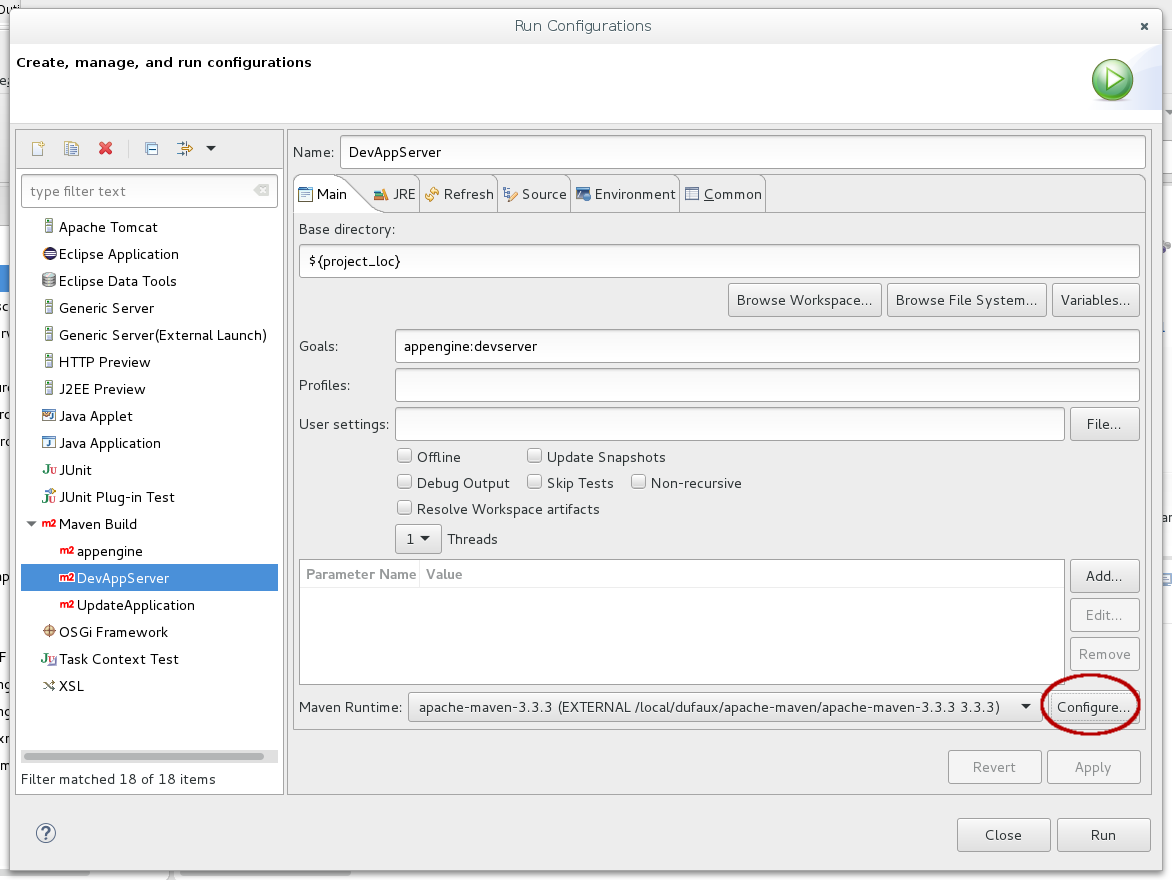 Run Configurations
Create, manage, and run configurations
type filter text
Apache Tomcat
Eclipse Application
Eclipse Data Tools
Generic Server
Generic Server(External Launch)
HTTP Preview
J2EE Preview
Java Applet
Java Application
JUnit
JUnit Plug-in Test
Maven Build
appengine
DevAppServer
UpdateApplication
OSGi Framework
Task Context Test
XSL
Filter matched 18 of 18 items
Name: DevAppServer
Main JRE Refresh Source Environment Common
Base directory:
${project_loc}
Browse Workspace... Browse File System... Variables...
Goals: appengine:devserver
Profiles:
User settings: File...
Offline Update Snapshots
Debug Output Skip Tests Non-recursive
Resolve Workspace artifacts
1 Threads
Parameter Name Value
Add...
Edit...
Remove
Maven Runtime: apache-maven-3.3.3 (EXTERNAL /local/dufaux/apache-maven/apache-maven-3.3.3 3.3.3) Configure...
Revert Apply
Close Run